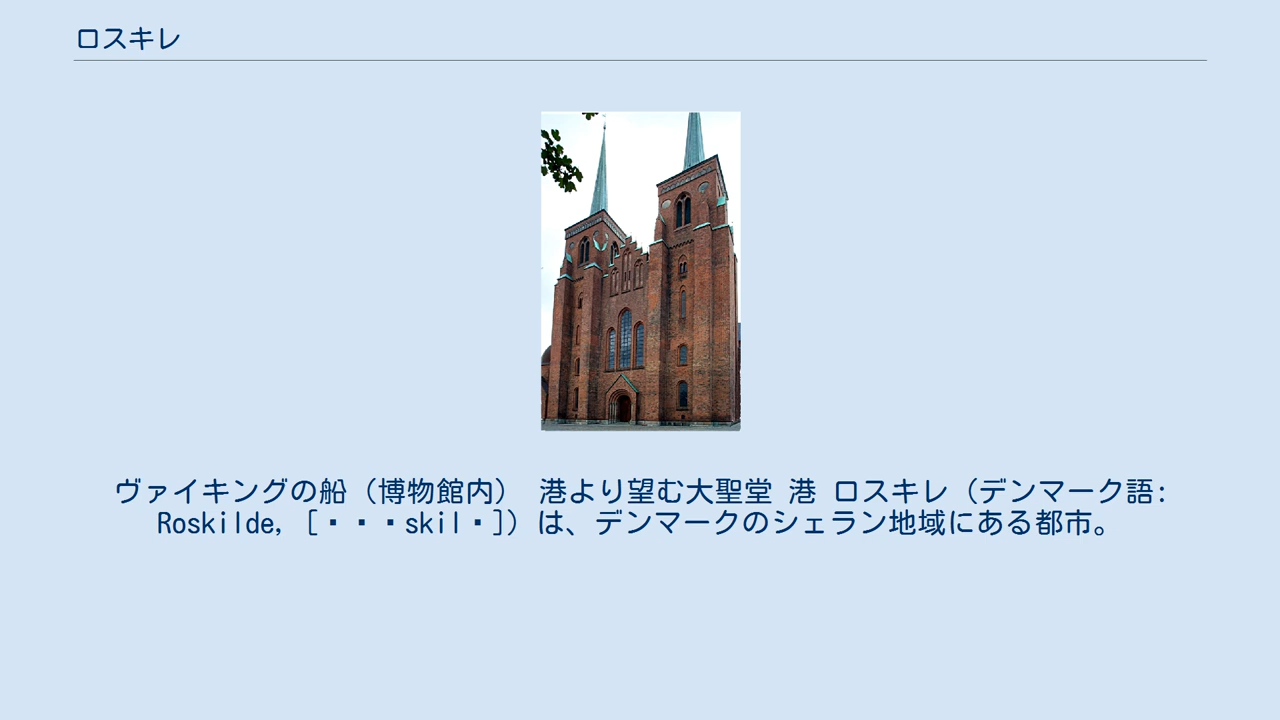 ロスキレ
ヴァイキングの船（博物館内） 港より望む大聖堂 港 ロスキレ（デンマーク語:
Roskilde, [▪▪▪skil▪]）は、デンマークのシェラン地域にある都市。